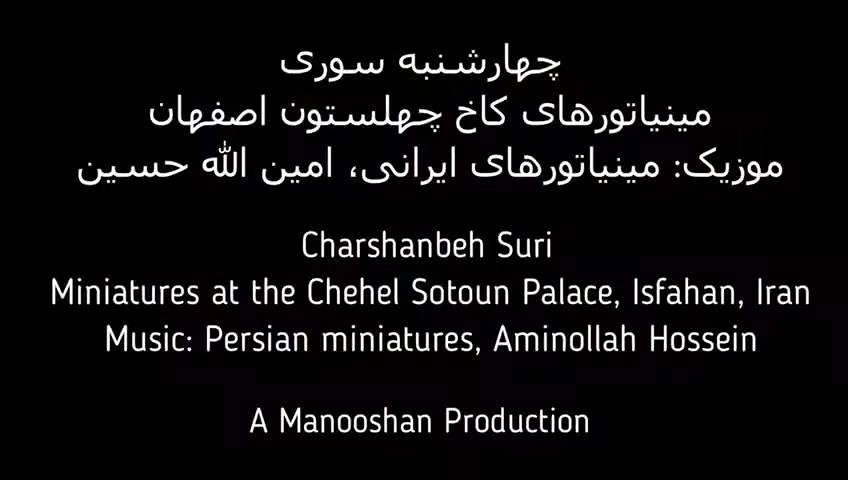 چهارشنبه سوری
مینیاتورهای کاخ چهلستون اصفهان
موزیک: مینیاتورهای ایرانی، امین الله حسین
Charshanbeh Suri
Miniatures at the Chehel Sotoun Palace, Isfahan, Iran
Music: Persian miniatures, Aminollah Hossein
A Manooshan Production